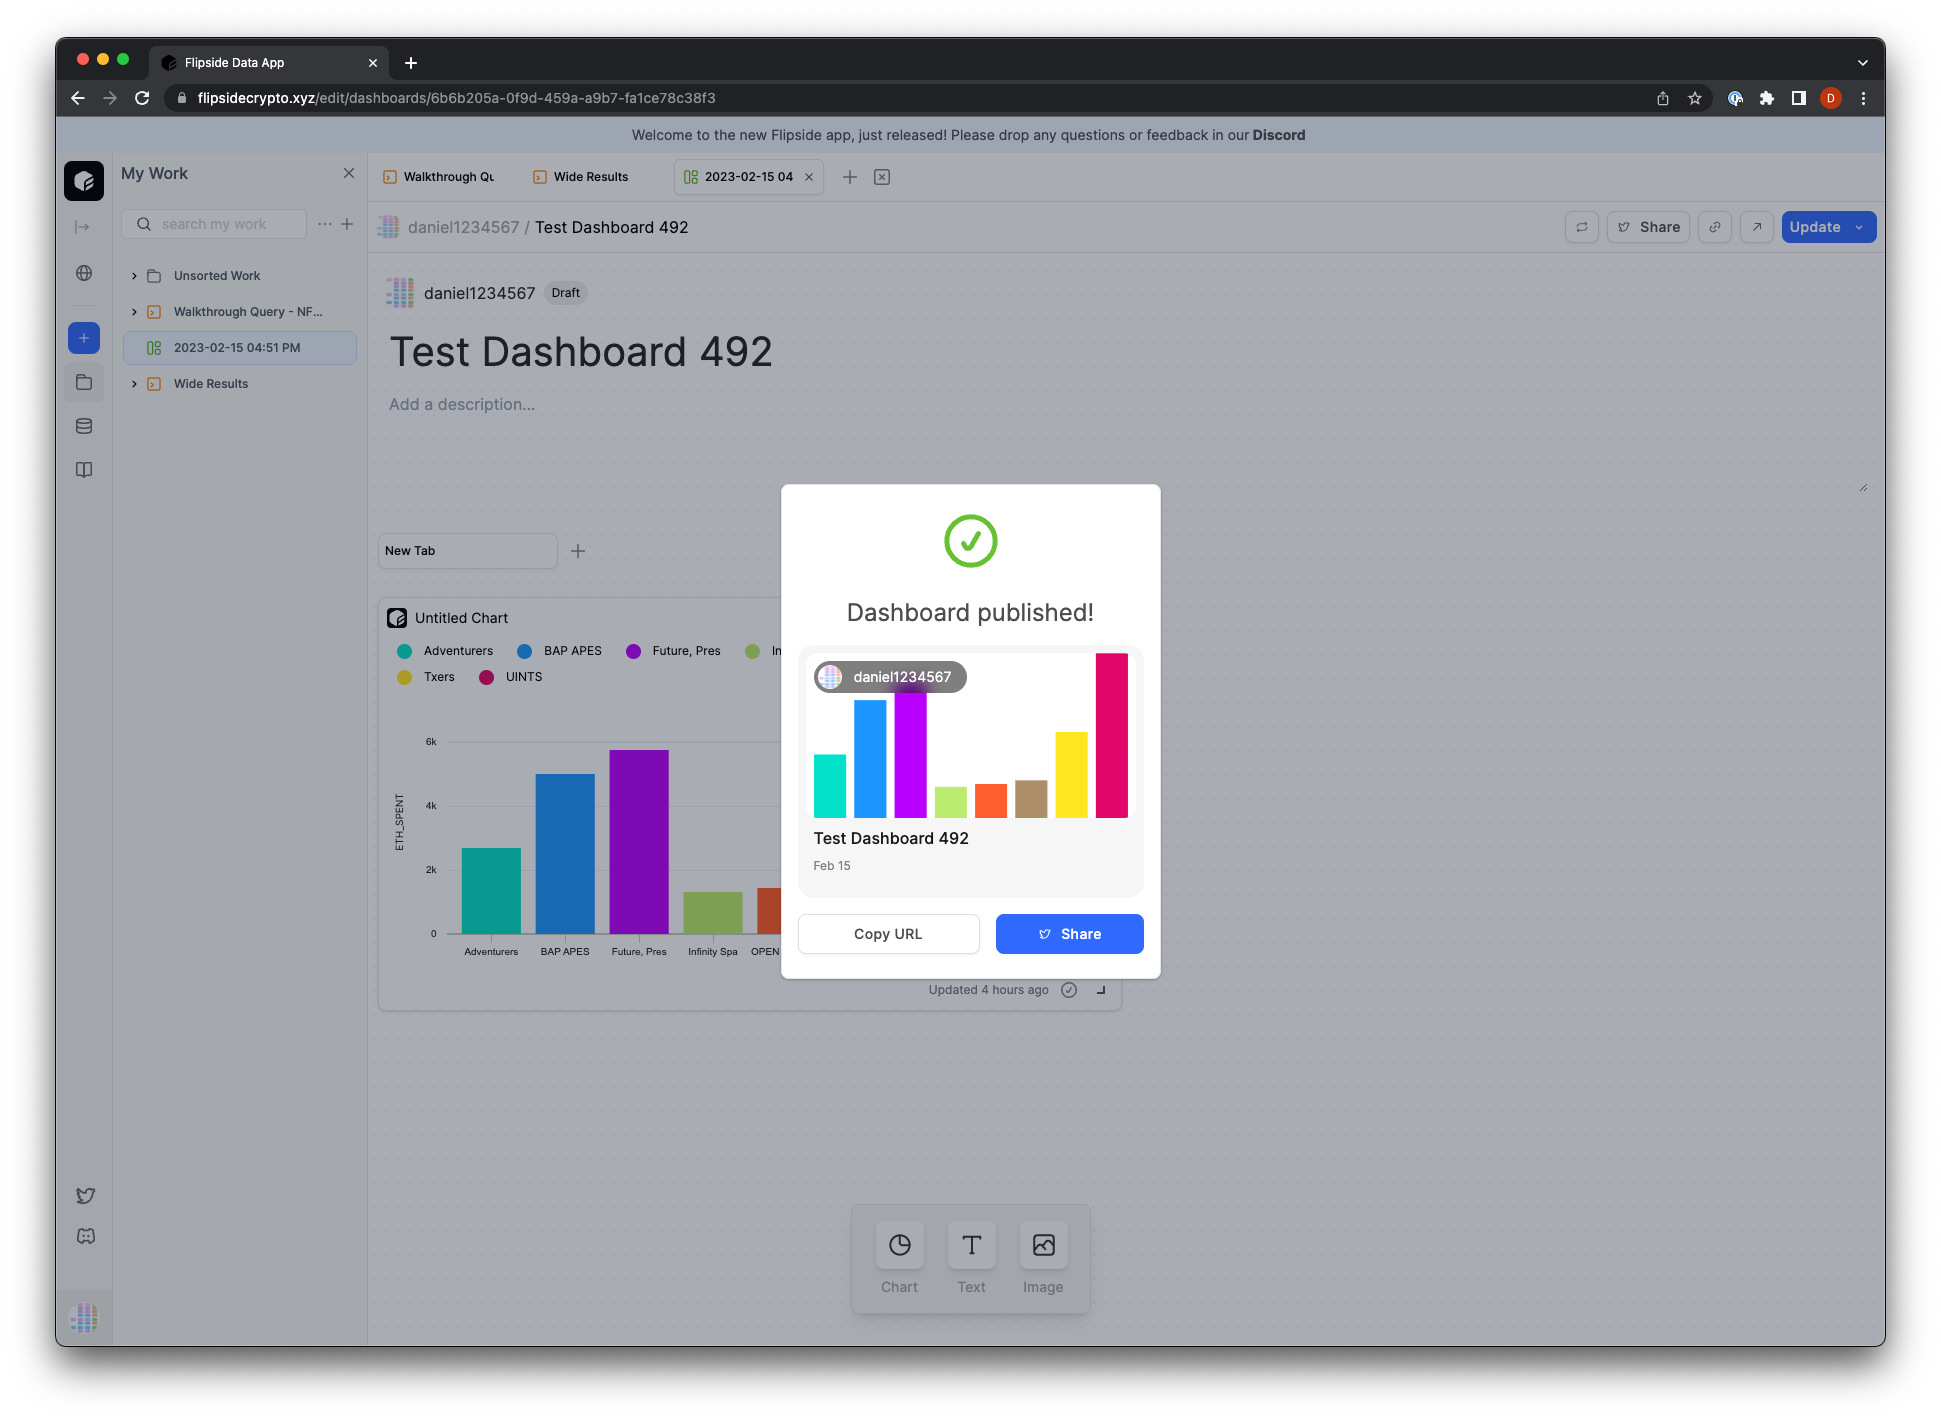 Flipside Data App
flipsidecrypto.xyz/edit/dashboards/6b6b205a-0f9d-459a-a9b7-fa1ce78c38f3
D
Welcome to the new Flipside app, just released! Please drop any questions or feedback in our Discord
My Work
search my work
Unsorted Work
Walkthrough Query - NF...
2023-02-15 04:51 PM
Wide Results
Walkthrough Qu
Wide Results
2023-02-15 04
daniel1234567 / Test Dashboard 492
Share
Update
daniel1234567 Draft
Test Dashboard 492
Add a description...
New Tab
Untitled Chart
Adventurers BAP APES Future, Pres In
Txers UINTS
6k
4k
2k
0
ETH_SPENT
Adventurers BAP APES Future, Pres Infinity Spa OPEN
Updated 4 hours ago
Dashboard published!
daniel1234567
Test Dashboard 492
Feb 15
Copy URL
Share
Chart
Text
Image